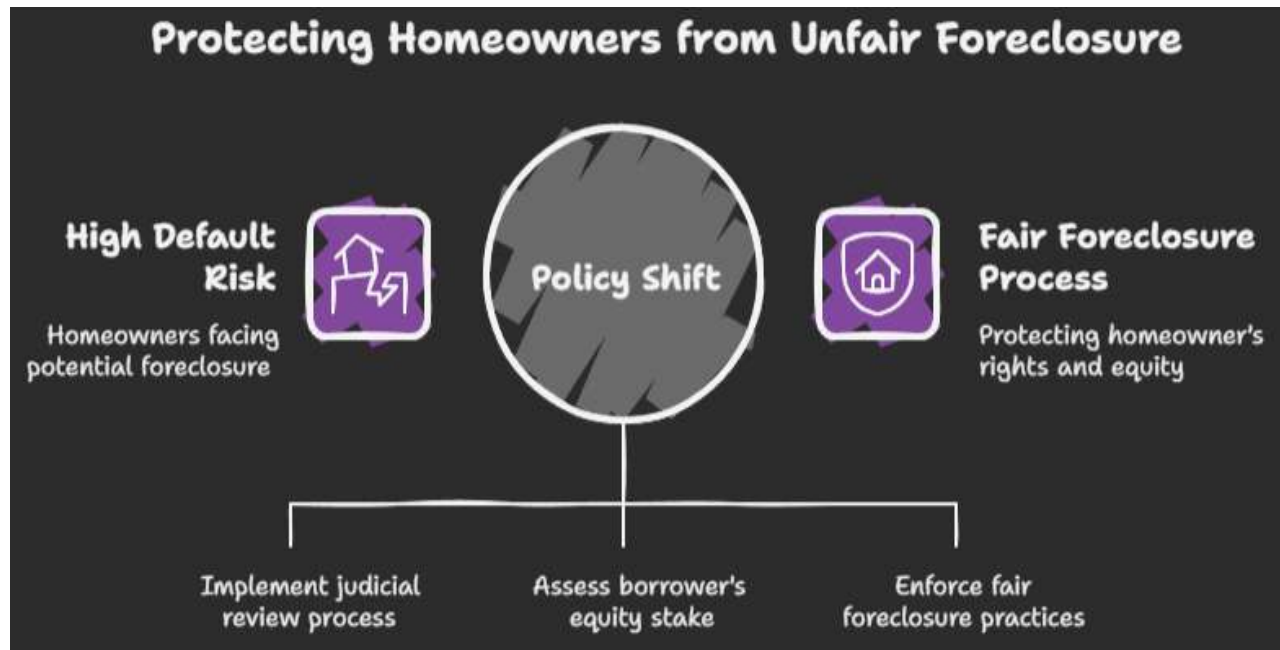 Protecting Homeowners from Unfair Foreclosure
High Default
Risk
Homeowners facing
potential foreclosure
Policy Shift
Fair Foreclosure
Process
Protecting homeowner's
rights and equity
Implement judicial
review process
Assess borrower's
equity stake
Enforce fair
foreclosure practices